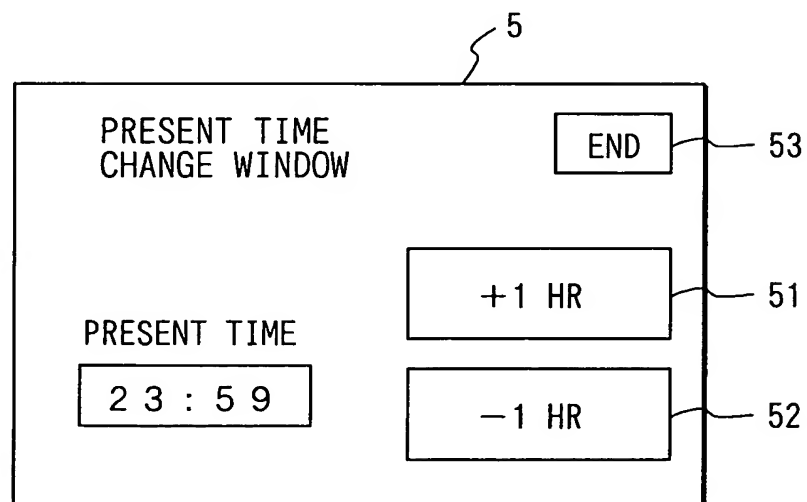 5
PRESENT TIME
CHANGE WINDOW
END
53
+1 HR
51
PRESENT TIME
23:59
−1 HR
52